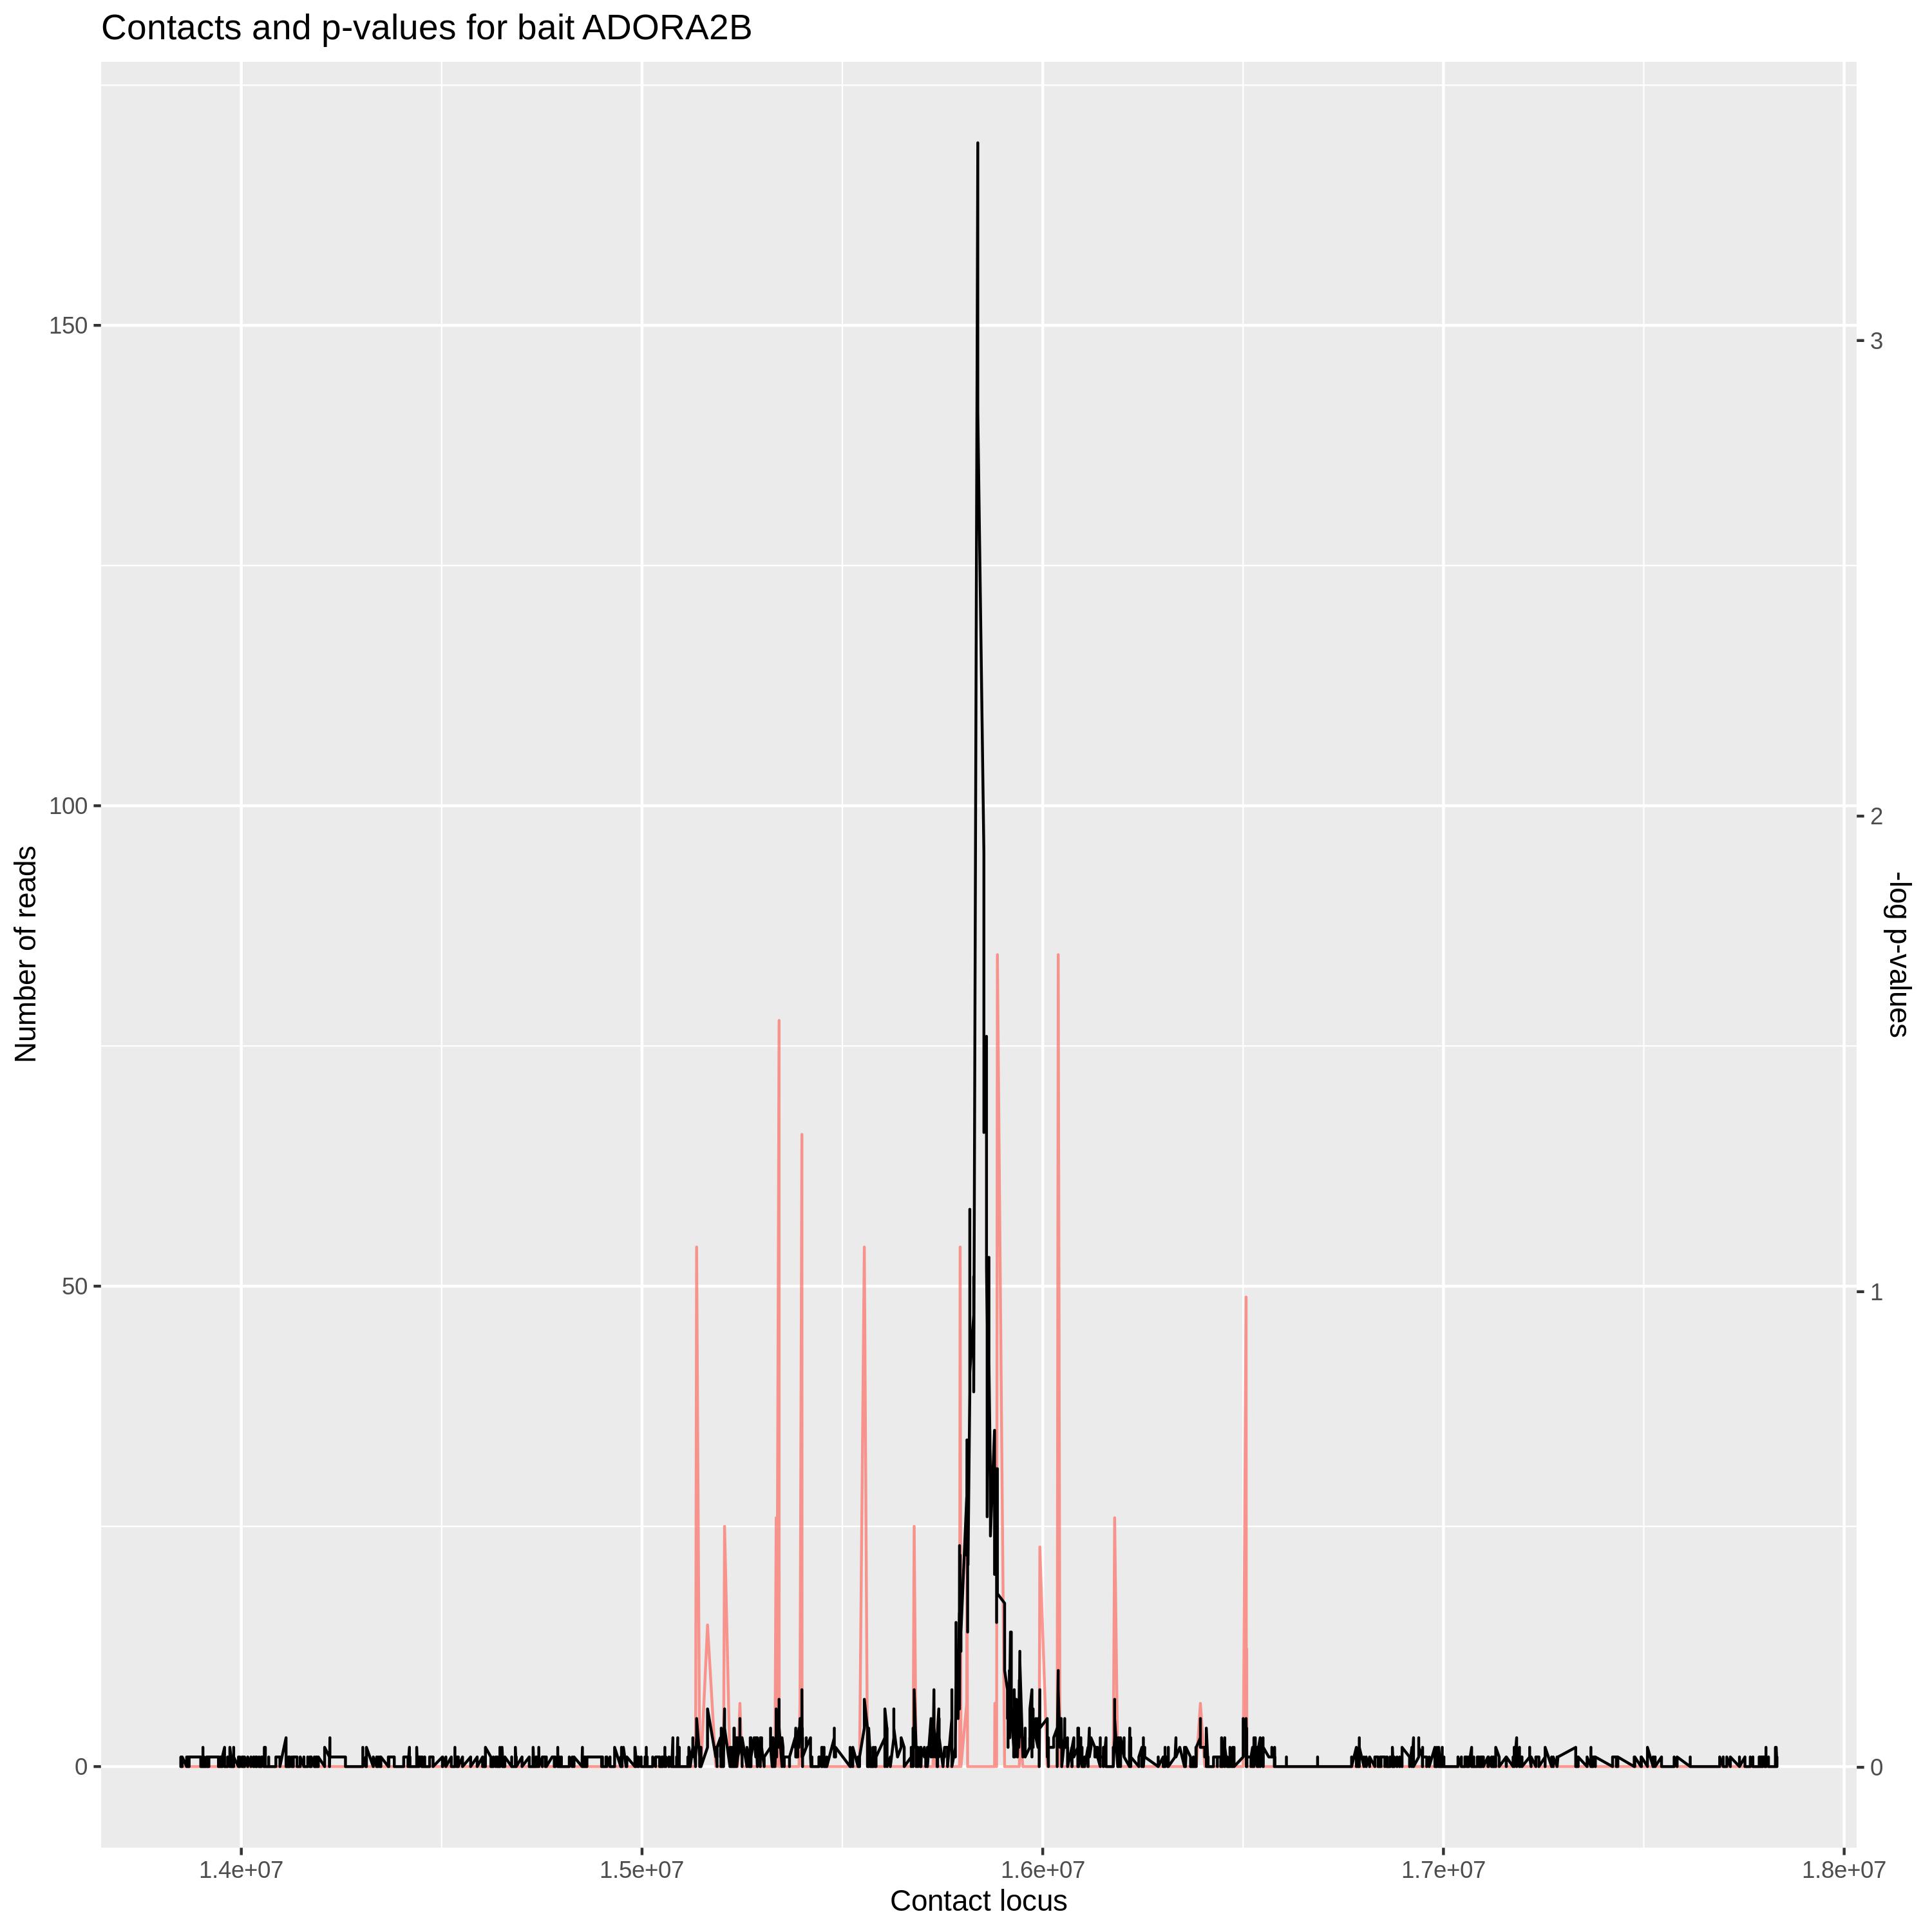 Contacts and p-values for bait ADORA2B
Number of reads
150
100
50
0
3
2
1
0
-log p-values
1.4e+07
1.5e+07
1.6e+07
1.7e+07
1.8e+07
Contact locus